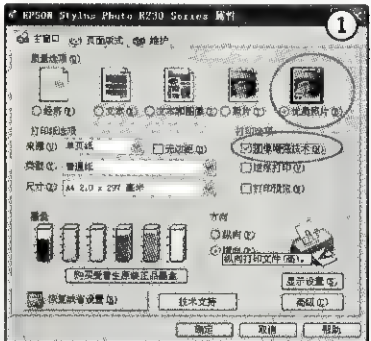 EPSON Stylus Photo R230 Series 属性
1
主窗口 页面版式 维护
质量选项(Q)
经济 文本 文本和图像 照片 优质照片
打印纸选项 打印选项
来源(U) 单页纸 无边距 图像增强技术
类型 普通纸 逆序打印
尺寸(Z) A4 210 x 297 毫米 打印预览
墨量 方向
纵向
横向
纵向打印文件(高)。
购买爱普生原装正品墨盒
显示设置
恢复缺省设置 技术支持 高级
确定 取消 帮助